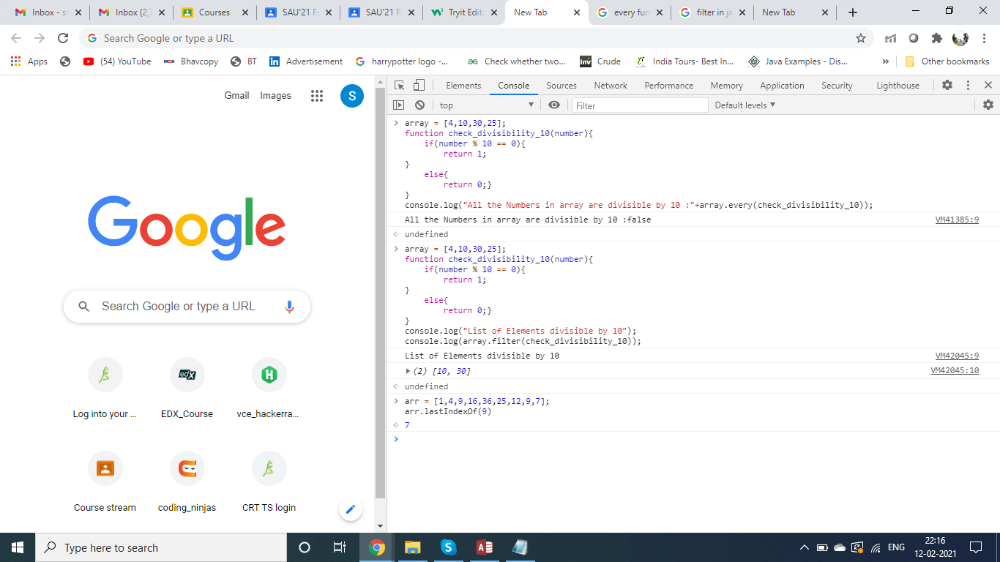 Inbox - sr
Inbox (2,7
Courses
SAU'21 Fr
SAU'21 Fr
Tryit Edito
New Tab
every fun
filter in ja
New Tab
Search Google or type a URL
Apps
(54) YouTube
MCX Bhavcopy
BT
Advertisement
harrypotter logo -...
Check whether two...
inv Crude
India Tours- Best In...
Java Examples - Dis...
»
Other bookmarks
Gmail
Images
S
Google
Search Google or type a URL
Log into your ...
edX
EDX_Course
H
vce_hackerra...
Course stream
coding_ninjas
CRT TS login
Elements
Console
Sources
Network
Performance
Memory
Application
Security
Lighthouse
top
Filter
Default levels
array = [4,10,30,25];
function check_divisibility_10(number){
if(number % 10 == 0){
return 1;
}
else{
return 0;}
}
console.log("All the Numbers in array are divisible by 10 :"+array.every(check_divisibility_10));
All the Numbers in array are divisible by 10 :false VM41385:9
undefined
array = [4,10,30,25];
function check_divisibility_10(number){
if(number % 10 == 0){
return 1;
}
else{
return 0;}
}
console.log("List of Elements divisible by 10");
console.log(array.filter(check_divisibility_10));
List of Elements divisible by 10 VM42045:9
(2) [10, 30] VM42045:10
undefined
arr = [1,4,9,16,36,25,12,9,7];
arr.lastIndexOf(9)
7
Type here to search
ENG
22:16
12-02-2021